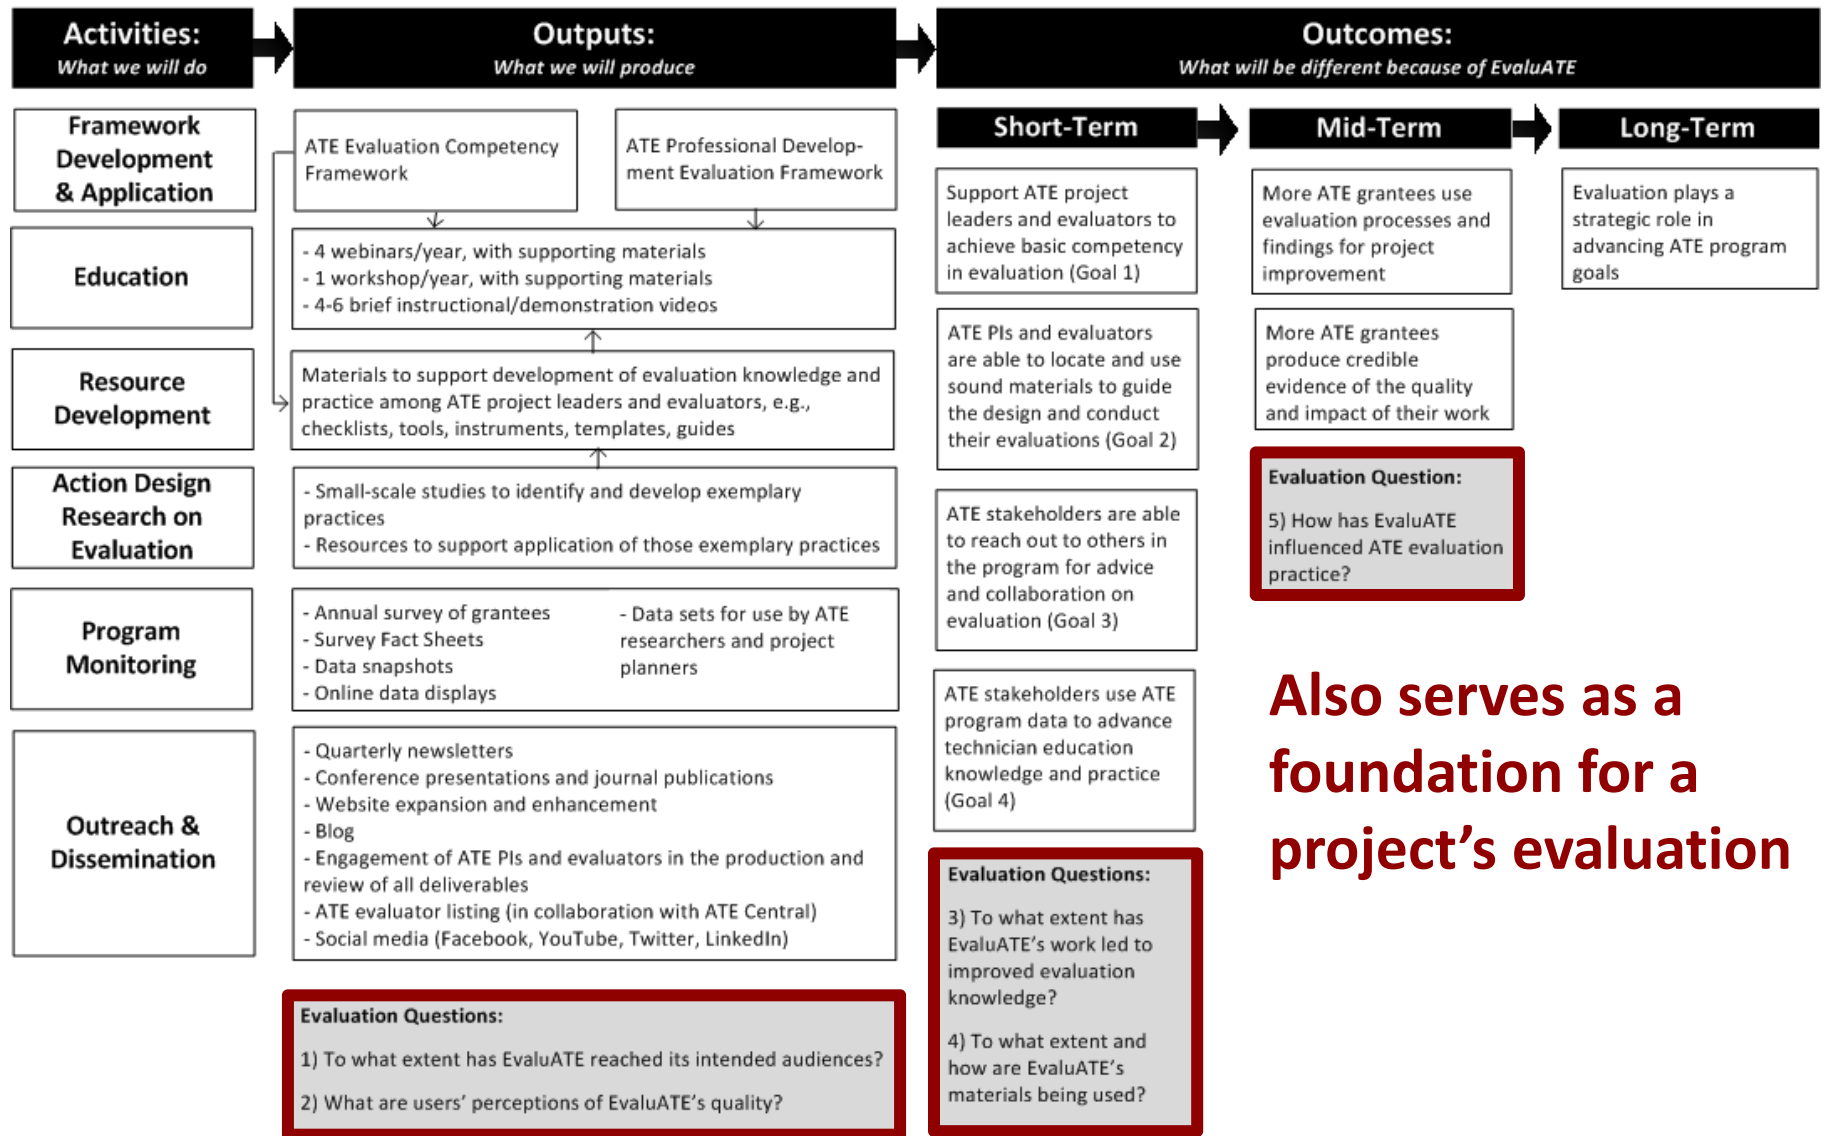 Activities:
What we will do
Outputs:
What we will produce
Outcomes:
What will be different because of EvaluATE
Short-Term
Mid-Term
Long-Term
Framework
Development
& Application
ATE Evaluation Competency
Framework
ATE Professional Develop-
ment Evaluation Framework
Education
- 4 webinars/year, with supporting materials
- 1 workshop/year, with supporting materials
- 4-6 brief instructional/demonstration videos
Resource
Development
Materials to support development of evaluation knowledge and
practice among ATE project leaders and evaluators, e.g.,
checklists, tools, instruments, templates, guides
Action Design
Research on
Evaluation
- Small-scale studies to identify and develop exemplary
practices
- Resources to support application of those exemplary practices
Program
Monitoring
- Annual survey of grantees
- Survey Fact Sheets
- Data snapshots
- Online data displays
- Data sets for use by ATE
researchers and project
planners
Outreach &
Dissemination
- Quarterly newsletters
- Conference presentations and journal publications
- Website expansion and enhancement
- Blog
- Engagement of ATE PIs and evaluators in the production and
review of all deliverables
- ATE evaluator listing (in collaboration with ATE Central)
- Social media (Facebook, YouTube, Twitter, LinkedIn)
Evaluation Questions:
1) To what extent has EvaluATE reached its intended audiences?
2) What are users’ perceptions of EvaluATE’s quality?
Support ATE project
leaders and evaluators to
achieve basic competency
in evaluation (Goal 1)
ATE PIs and evaluators
are able to locate and use
sound materials to guide
the design and conduct
their evaluations (Goal 2)
ATE stakeholders are able
to reach out to others in
the program for advice
and collaboration on
evaluation (Goal 3)
ATE stakeholders use ATE
program data to advance
technician education
knowledge and practice
(Goal 4)
Evaluation Questions:
3) To what extent has
EvaluATE’s work led to
improved evaluation
knowledge?
4) To what extent and
how are EvaluATE’s
materials being used?
More ATE grantees use
evaluation processes and
findings for project
improvement
More ATE grantees
produce credible
evidence of the quality
and impact of their work
Evaluation Question:
5) How has EvaluATE
influenced ATE evaluation
practice?
Evaluation plays a
strategic role in
advancing ATE program
goals
Also serves as a
foundation for a
project’s evaluation